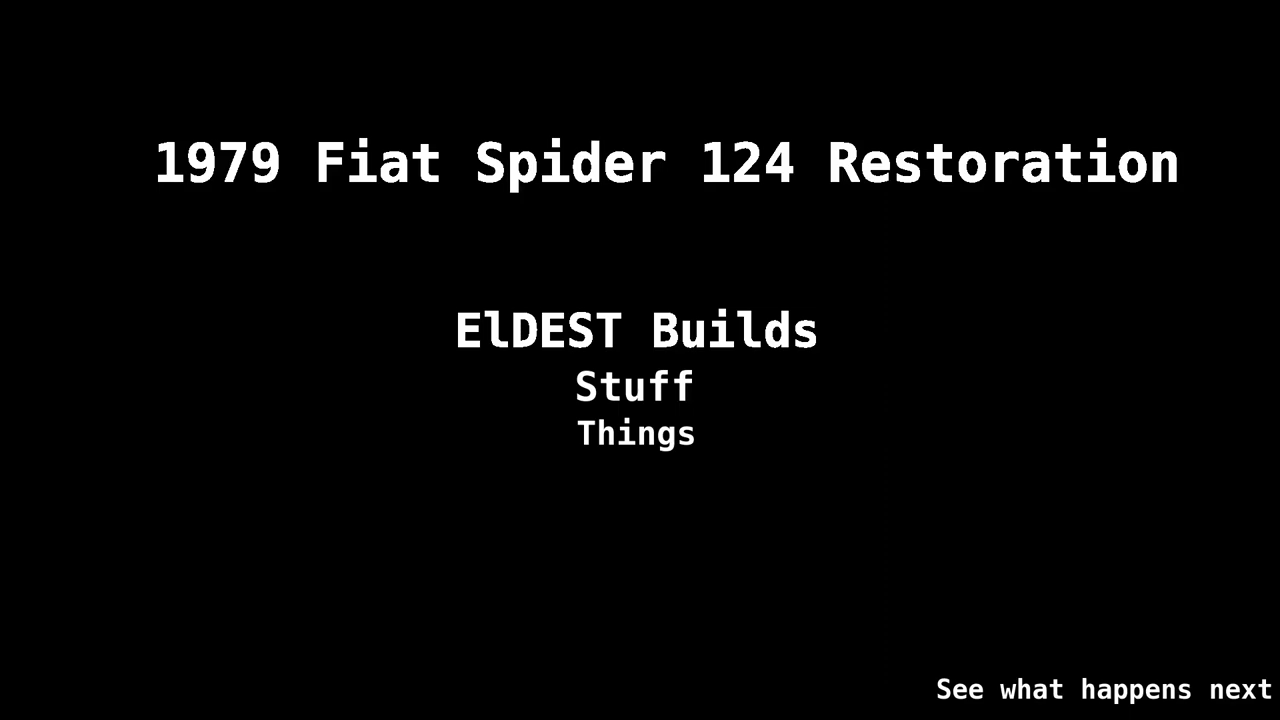 1979 Fiat Spider 124 Restoration
ElDEST Builds
Stuff
Things
See what happens next